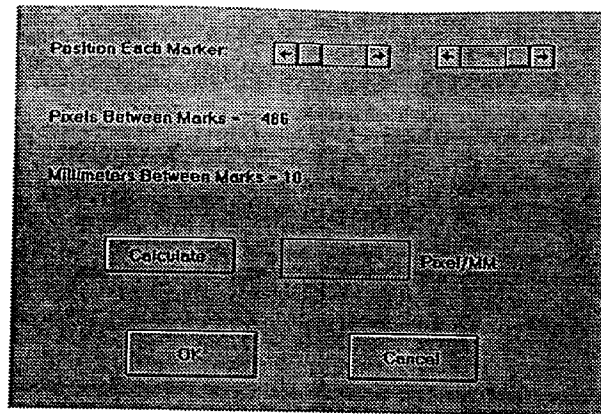 Position Each Marker:
Pixels Between Marks = 486
Millimeters Between Marks = 10
Calculate
Pixel/MM
OK
Cancel